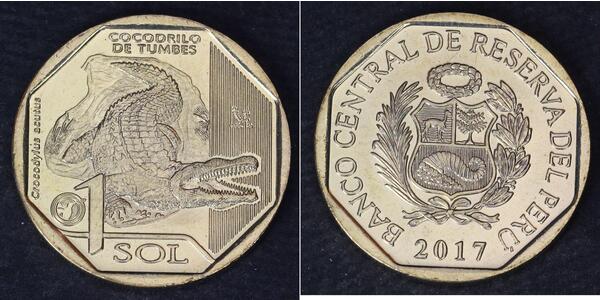 COCODRILO
DE TUMBES
Crocodylus acutus
1
SOL
BANCO CENTRAL DE RESERVA DEL PERÚ
2017